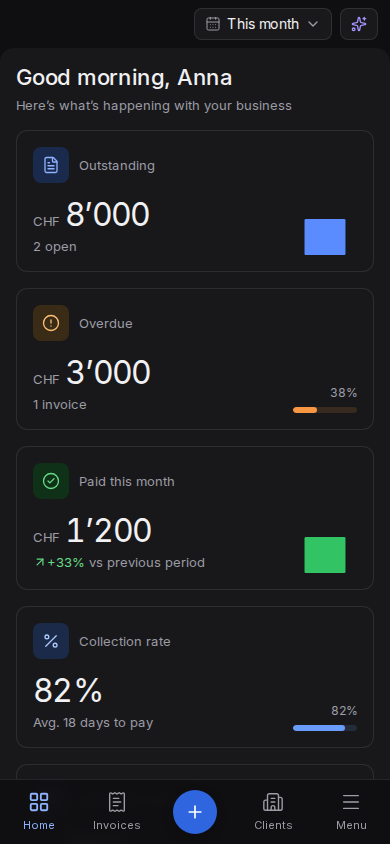 This month
Good morning, Anna
Here’s what’s happening with your business
Outstanding
CHF 8’000
2 open
Overdue
CHF 3’000
38%
1 invoice
Paid this month
CHF 1’200
+33% vs previous period
Collection rate
82%
82%
Avg. 18 days to pay
Home
Invoices
Clients
Menu